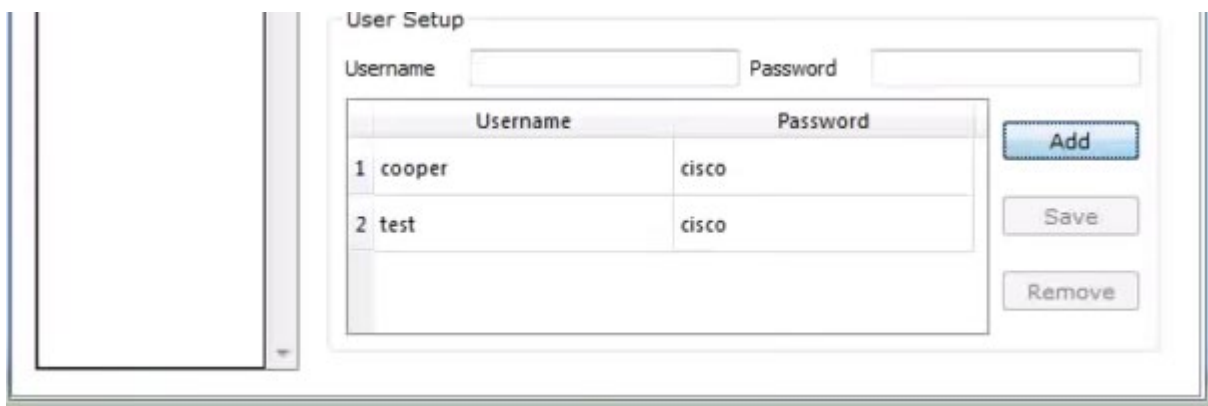 User Setup
Username Password
Username Password
Add
1 cooper cisco
2 test cisco
Save
Remove